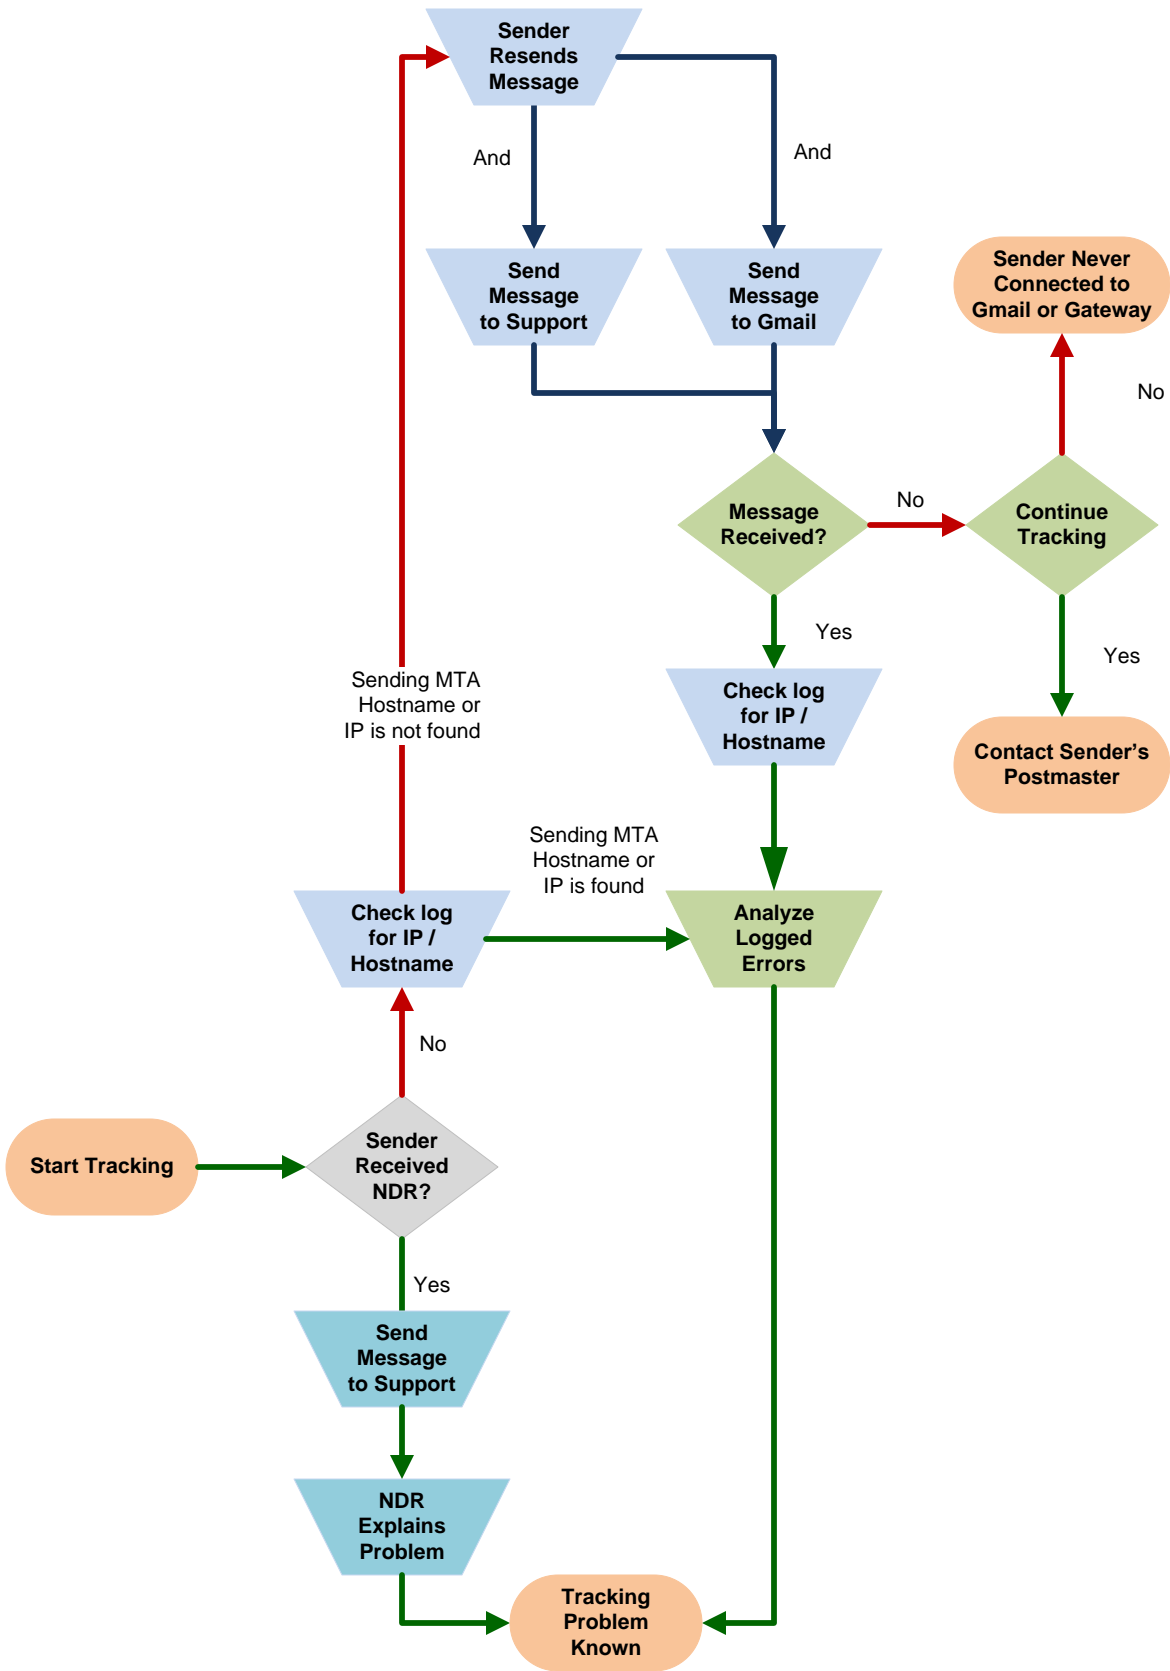 Sender
Resends
Message
And
And
Send
Message
to Support
Send
Message
to Gmail
Sender Never
Connected to
Gmail or Gateway
No
Message
Received?
No
Continue
Tracking
Yes
Yes
Sending MTA
Hostname or
IP is not found
Check log
for IP /
Hostname
Contact Sender's
Postmaster
Sending MTA
Hostname or
IP is found
Check log
for IP /
Hostname
Analyze
Logged
Errors
No
Start Tracking
Sender
Received
NDR?
Yes
Send
Message
to Support
NDR
Explains
Problem
Tracking
Problem
Known